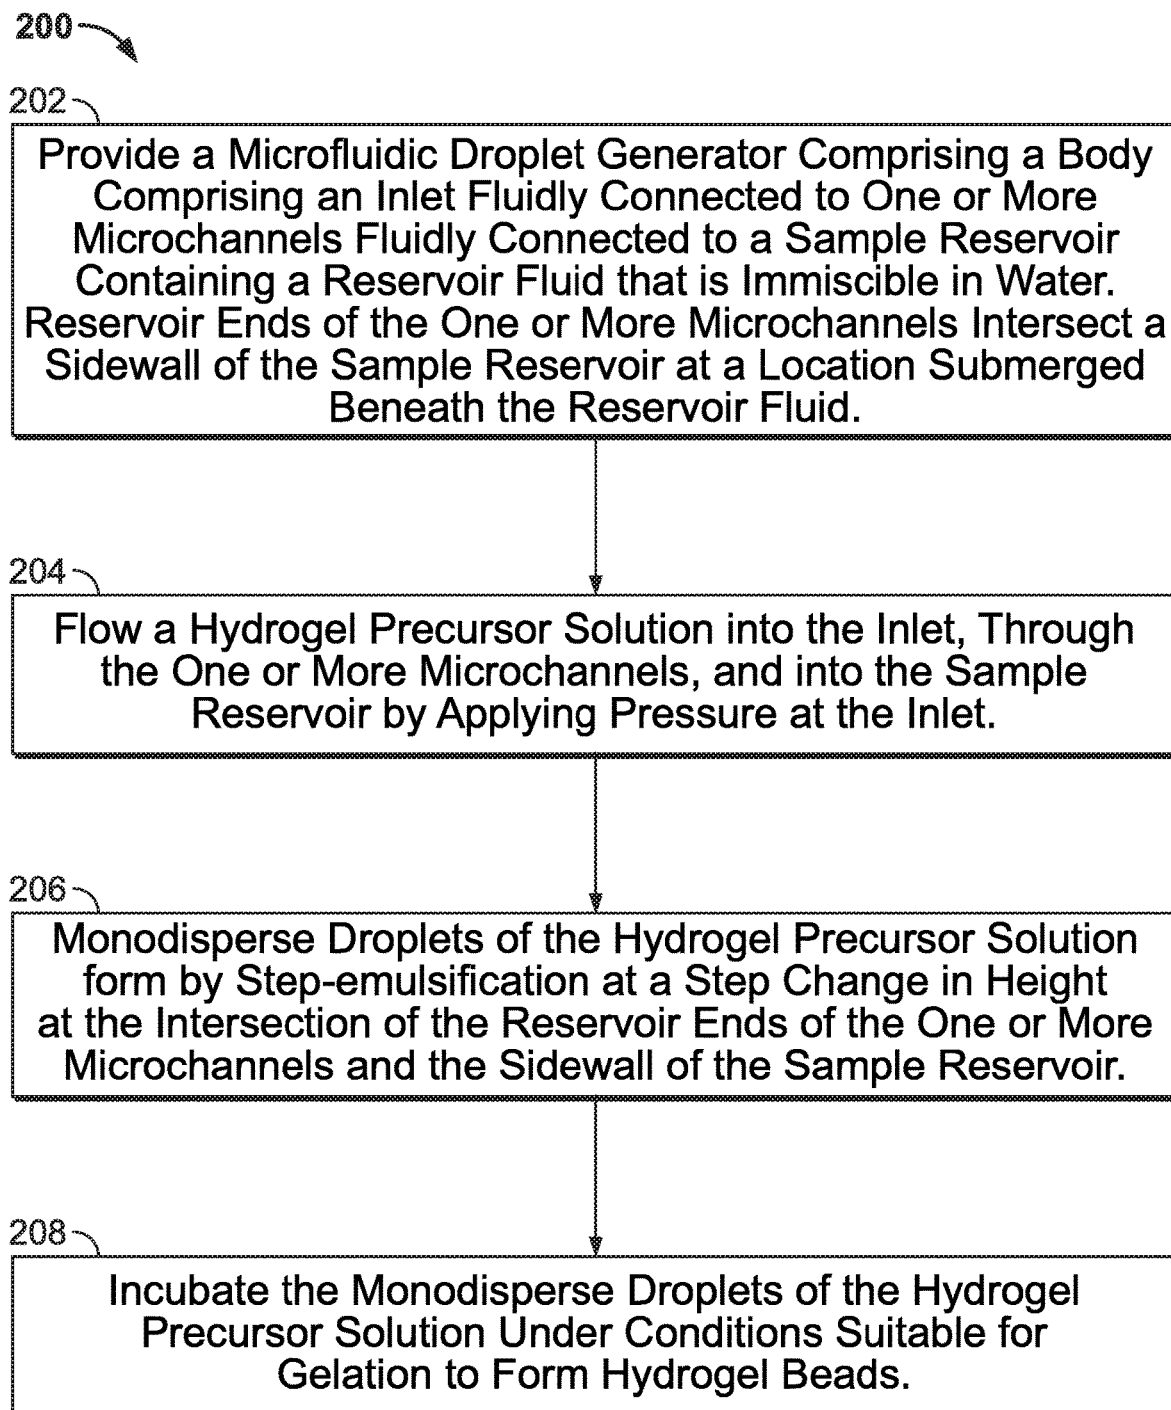 200
202
Provide a Microfluidic Droplet Generator Comprising a Body
Comprising an Inlet Fluidly Connected to One or More
Microchannels Fluidly Connected to a Sample Reservoir
Containing a Reservoir Fluid that is Immiscible in Water.
Reservoir Ends of the One or More Microchannels Intersect a
Sidewall of the Sample Reservoir at a Location Submerged
Beneath the Reservoir Fluid.
204
Flow a Hydrogel Precursor Solution into the Inlet, Through
the One or More Microchannels, and into the Sample
Reservoir by Applying Pressure at the Inlet.
206
Monodisperse Droplets of the Hydrogel Precursor Solution
form by Step-emulsification at a Step Change in Height
at the Intersection of the Reservoir Ends of the One or More
Microchannels and the Sidewall of the Sample Reservoir.
208
Incubate the Monodisperse Droplets of the Hydrogel
Precursor Solution Under Conditions Suitable for
Gelation to Form Hydrogel Beads.